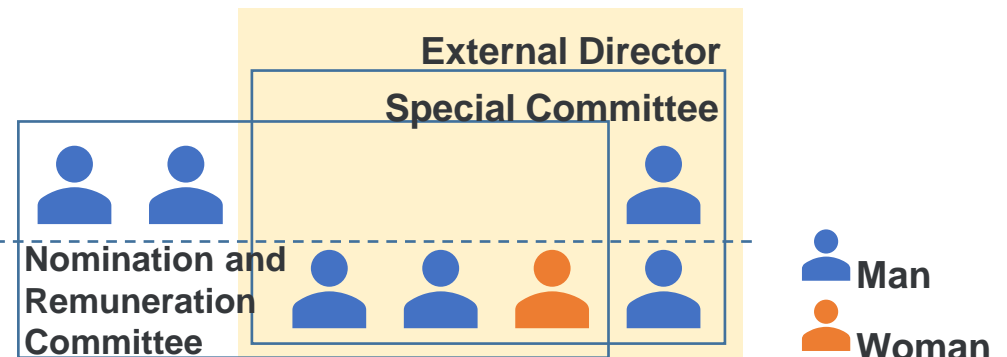 External Director
Special Committee
Nomination and
Remuneration
Committee
Man
Woman